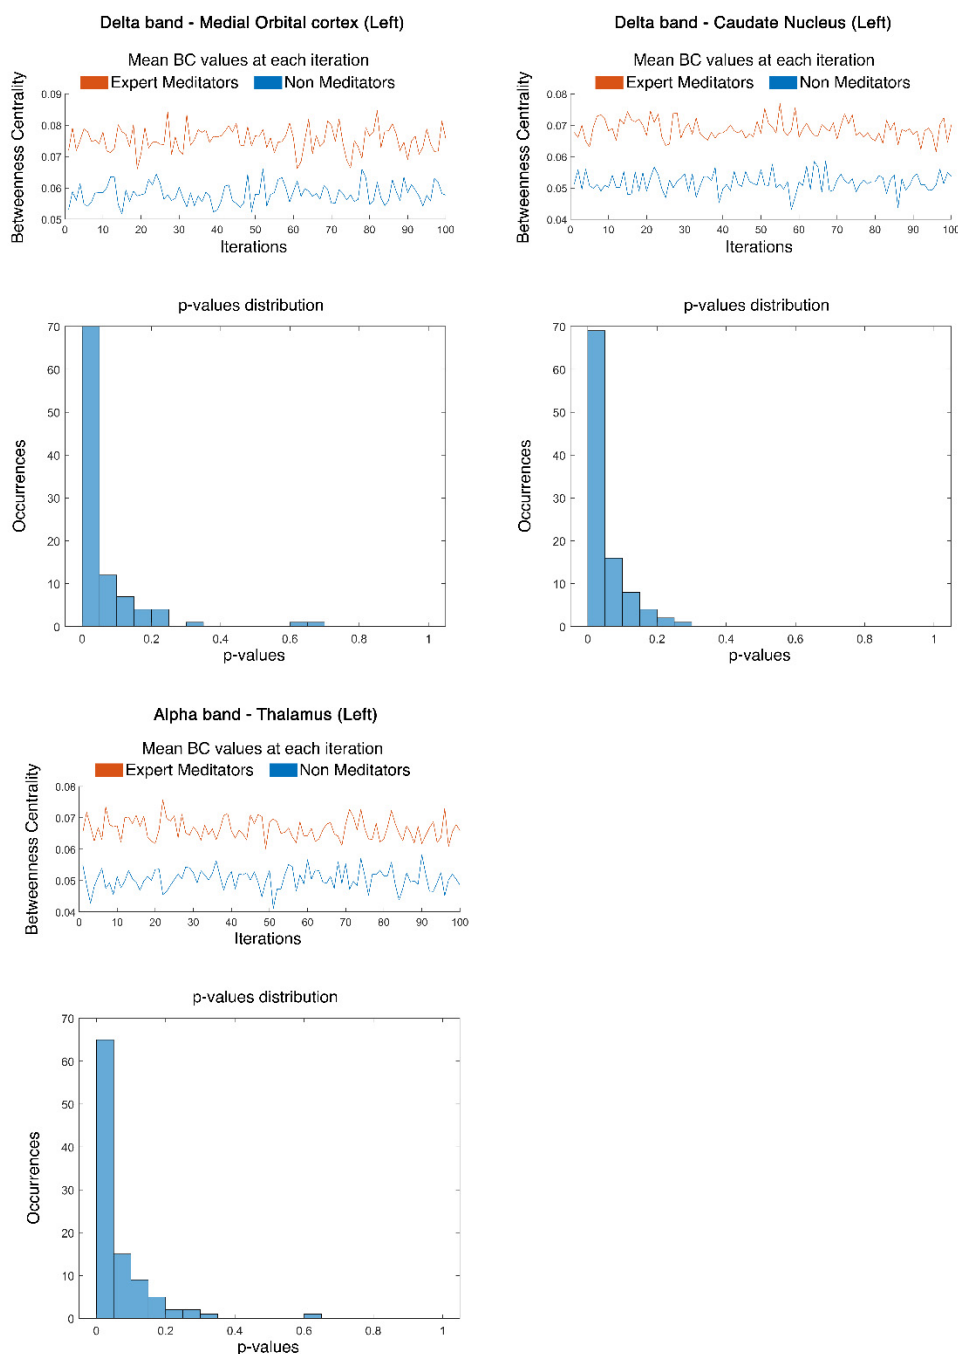 Delta band - Medial Orbital cortex (Left)
Mean BC values at each iteration
Expert Meditators Non Meditators
Betweenness Centrality
0.09
0.08
0.07
0.06
0.05
0 10 20 30 40 50 60 70 80 90 100
Iterations
p-values distribution
Occurrences
70
60
50
40
30
20
10
0
0 0.2 0.4 0.6 0.8 1
p-values
Delta band - Caudate Nucleus (Left)
Mean BC values at each iteration
Expert Meditators Non Meditators
Betweenness Centrality
0.08
0.07
0.06
0.05
0.04
0 10 20 30 40 50 60 70 80 90 100
Iterations
p-values distribution
Occurrences
70
60
50
40
30
20
10
0
0 0.2 0.4 0.6 0.8 1
p-values
Alpha band - Thalamus (Left)
Mean BC values at each iteration
Expert Meditators Non Meditators
Betweenness Centrality
0.08
0.07
0.06
0.05
0.04
0 10 20 30 40 50 60 70 80 90 100
Iterations
p-values distribution
Occurrences
70
60
50
40
30
20
10
0
0 0.2 0.4 0.6 0.8 1
p-values